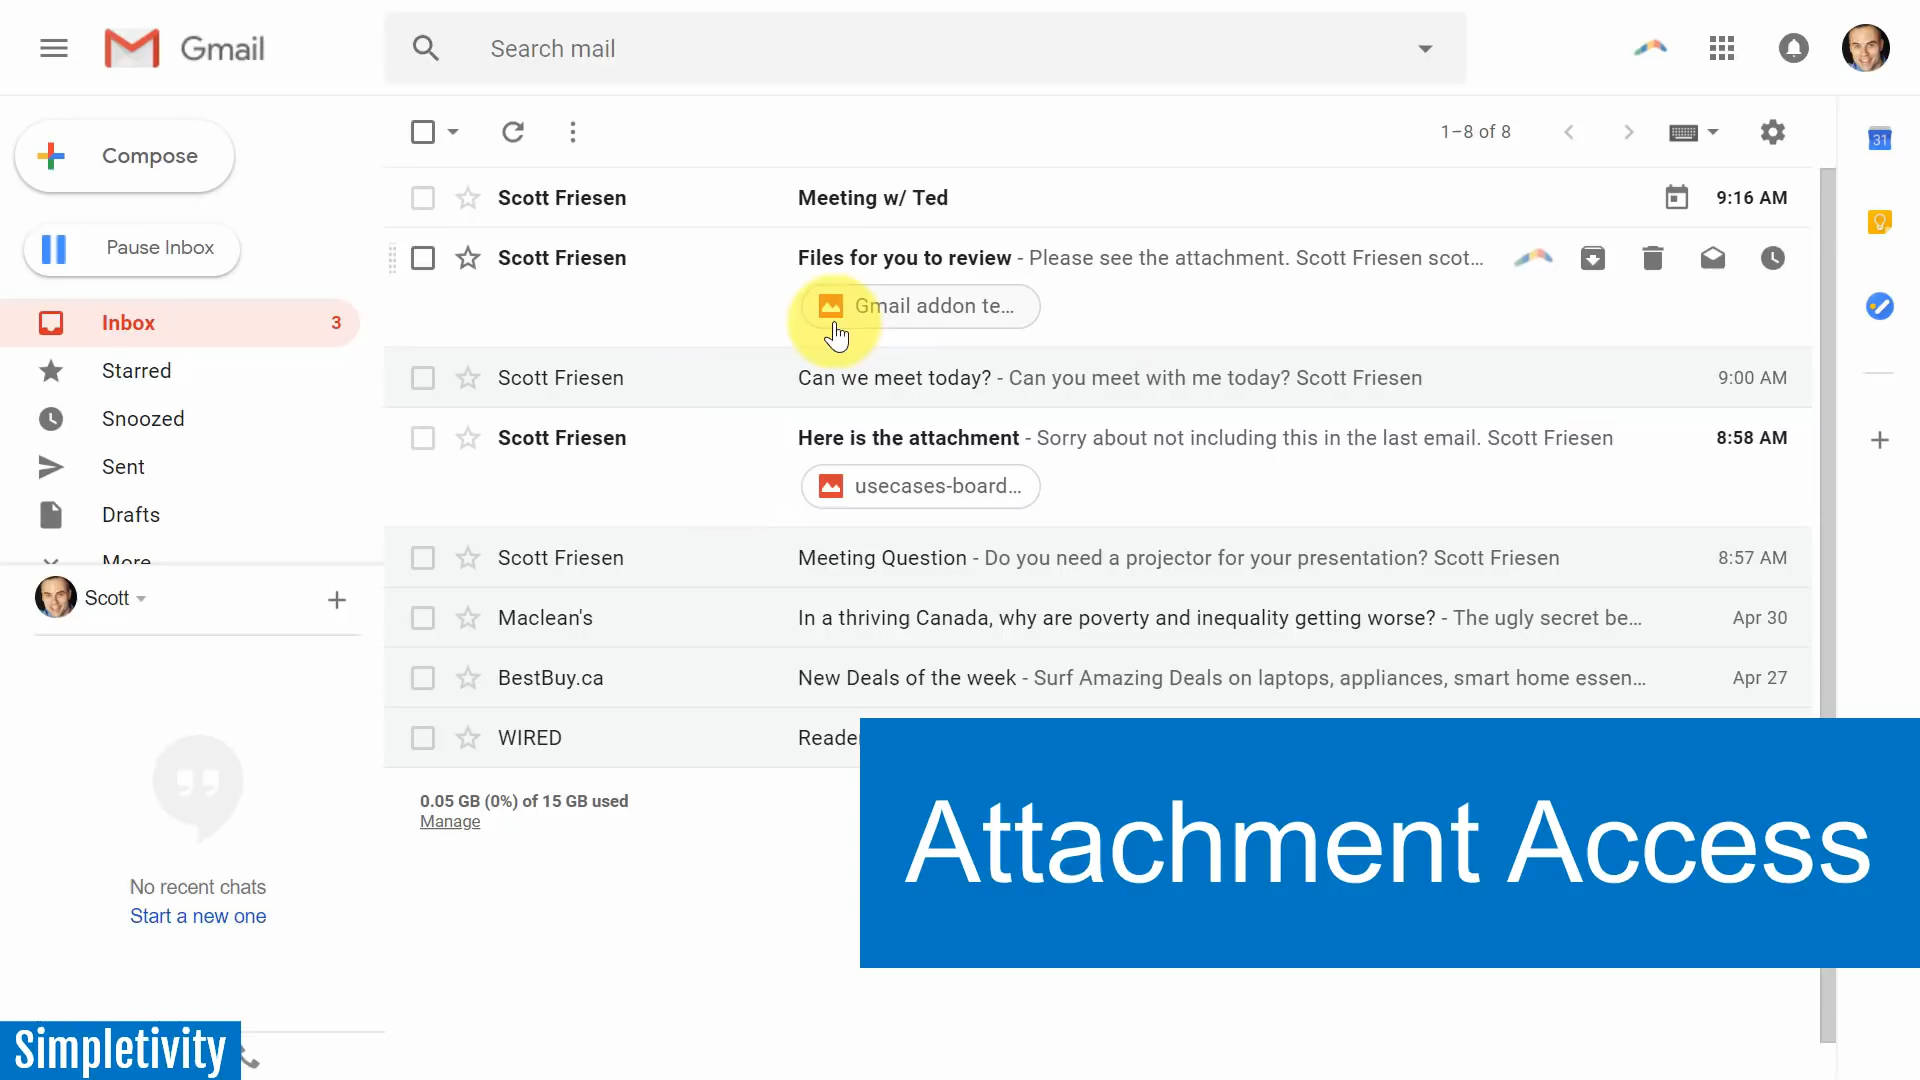 Gmail
Search mail
Compose
1–8 of 8
31
Scott Friesen Meeting w/ Ted 9:16 AM
Pause Inbox
Scott Friesen Files for you to review - Please see the attachment. Scott Friesen scot...
Gmail addon te...
Inbox 3
Starred
Scott Friesen Can we meet today? - Can you meet with me today? Scott Friesen 9:00 AM
Snoozed
Scott Friesen Here is the attachment - Sorry about not including this in the last email. Scott Friesen 8:58 AM
Sent
usecases-board...
Drafts
More
Scott Friesen Meeting Question - Do you need a projector for your presentation? Scott Friesen 8:57 AM
Scott
Maclean's In a thriving Canada, why are poverty and inequality getting worse? - The ugly secret be... Apr 30
BestBuy.ca New Deals of the week - Surf Amazing Deals on laptops, appliances, smart home essen... Apr 27
WIRED
0.05 GB (0%) of 15 GB used
Manage
Attachment Access
No recent chats
Start a new one
Simpletivity